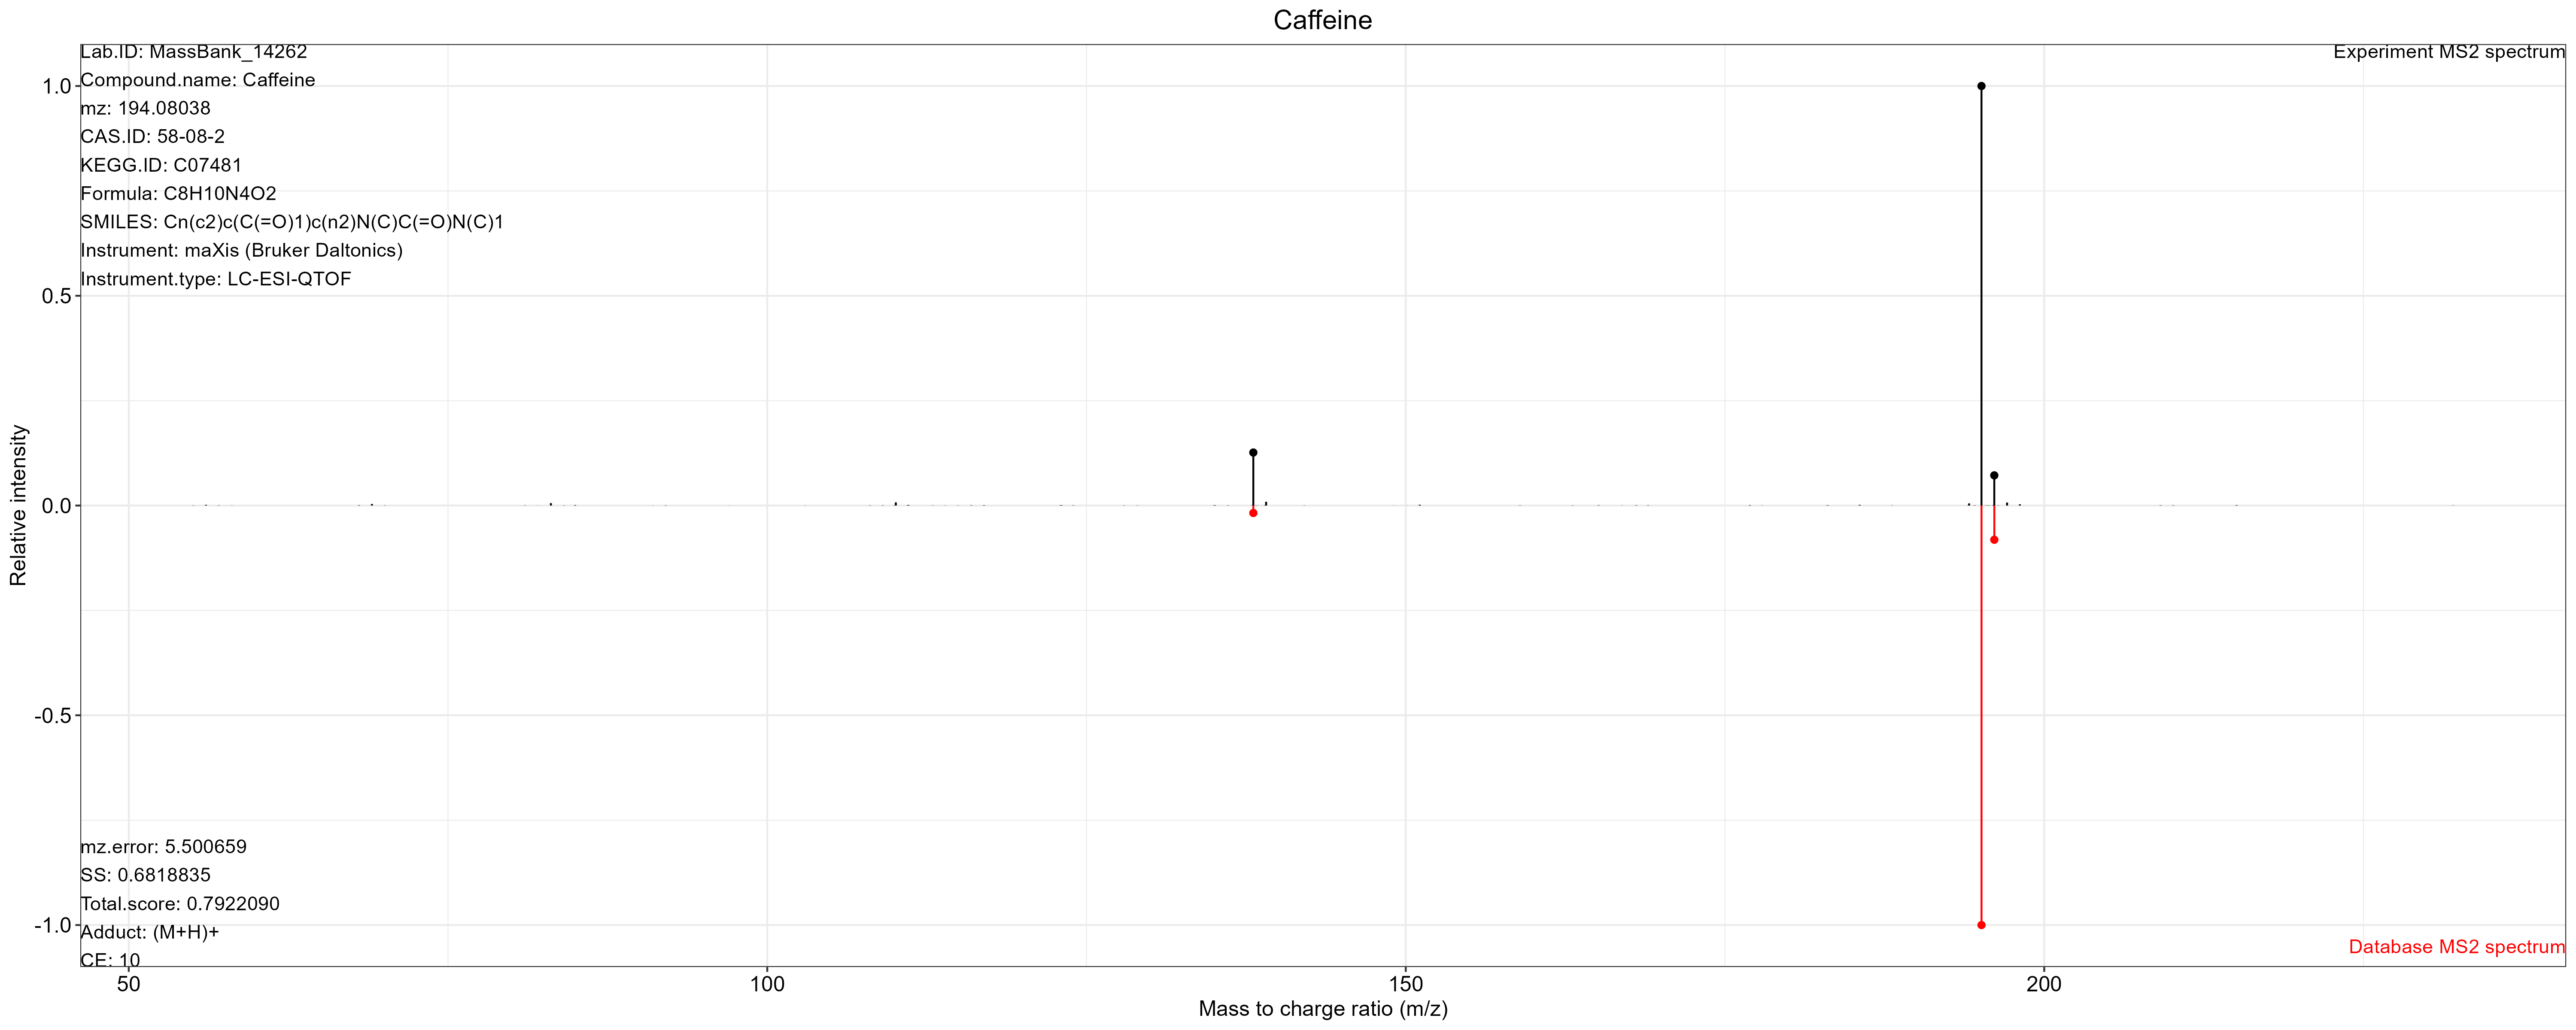 Caffeine
Lab.ID: MassBank_14262
Experiment MS2 spectrum
Compound.name: Caffeine
mz: 194.08038
CAS.ID: 58-08-2
KEGG.ID: C07481
Formula: C8H10N4O2
SMILES: Cn(c2)c(C(=O)1)c(n2)N(C)C(=O)N(C)1
Instrument: maXis (Bruker Daltonics)
Instrument.type: LC-ESI-QTOF
1.0
0.5
0.0
-0.5
-1.0
Relative intensity
mz.error: 5.500659
SS: 0.6818835
Total.score: 0.7922090
Adduct: (M+H)+
CE: 10
Database MS2 spectrum
50 100 150 200
Mass to charge ratio (m/z)